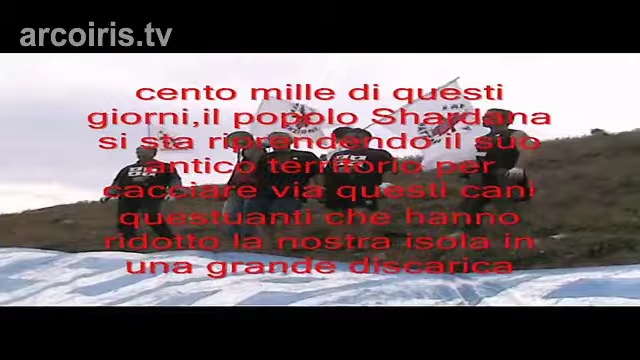 arcoiris.tv
cento mille di questi
giorni,il popolo Shardana
si sta riprendendo il suo
antico territorio per
cacciare via questi cani
questuanti che hanno
ridotto la nostra isola in
una grande discarica